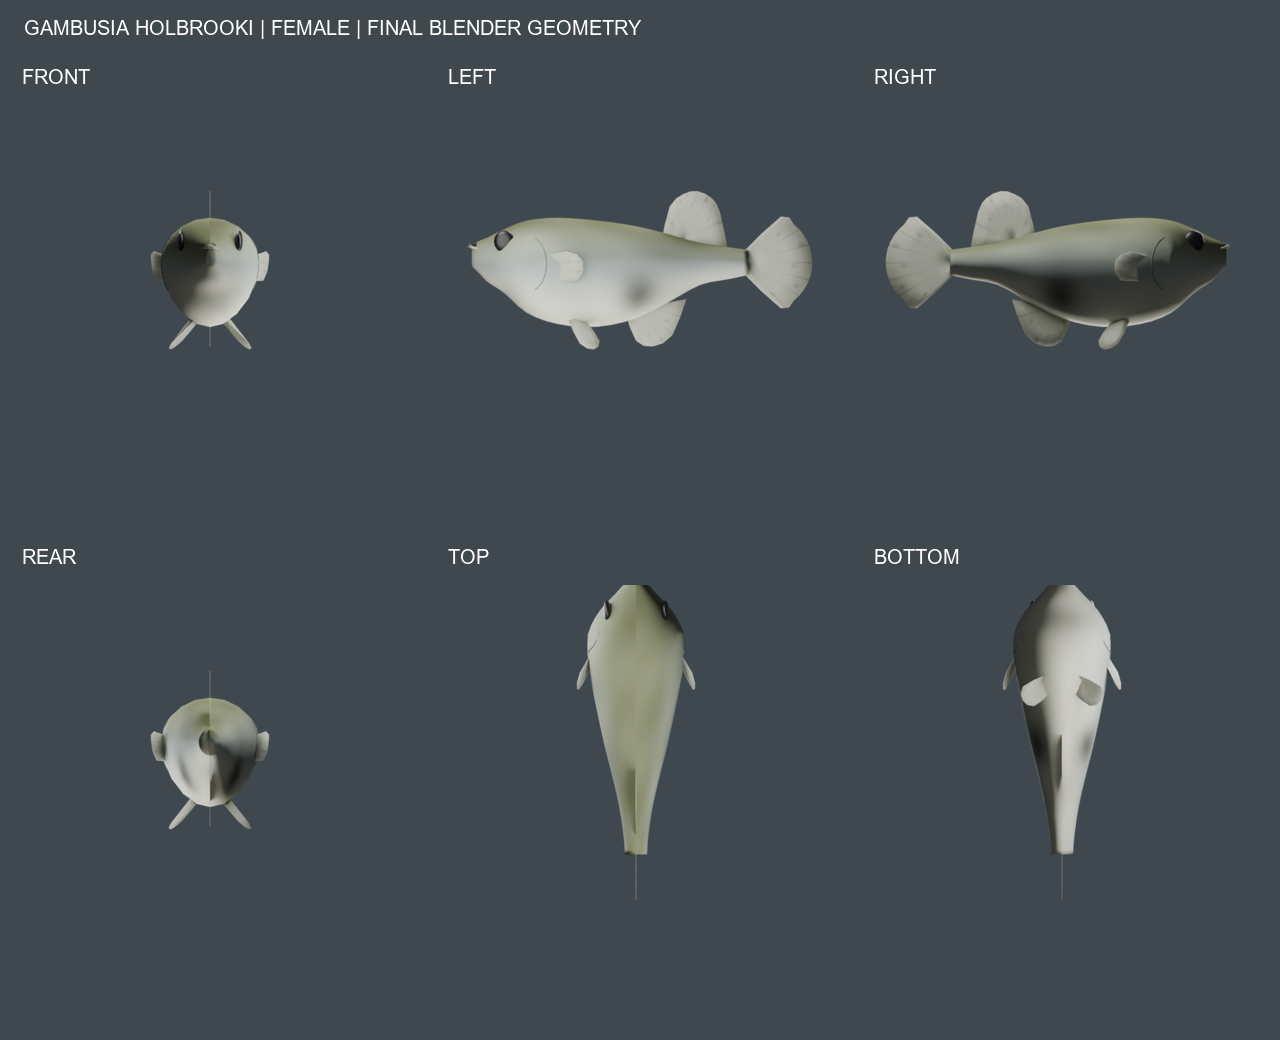 GAMBUSIA HOLBROOKI | FEMALE | FINAL BLENDER GEOMETRY
FRONT
LEFT
RIGHT
REAR
TOP
BOTTOM